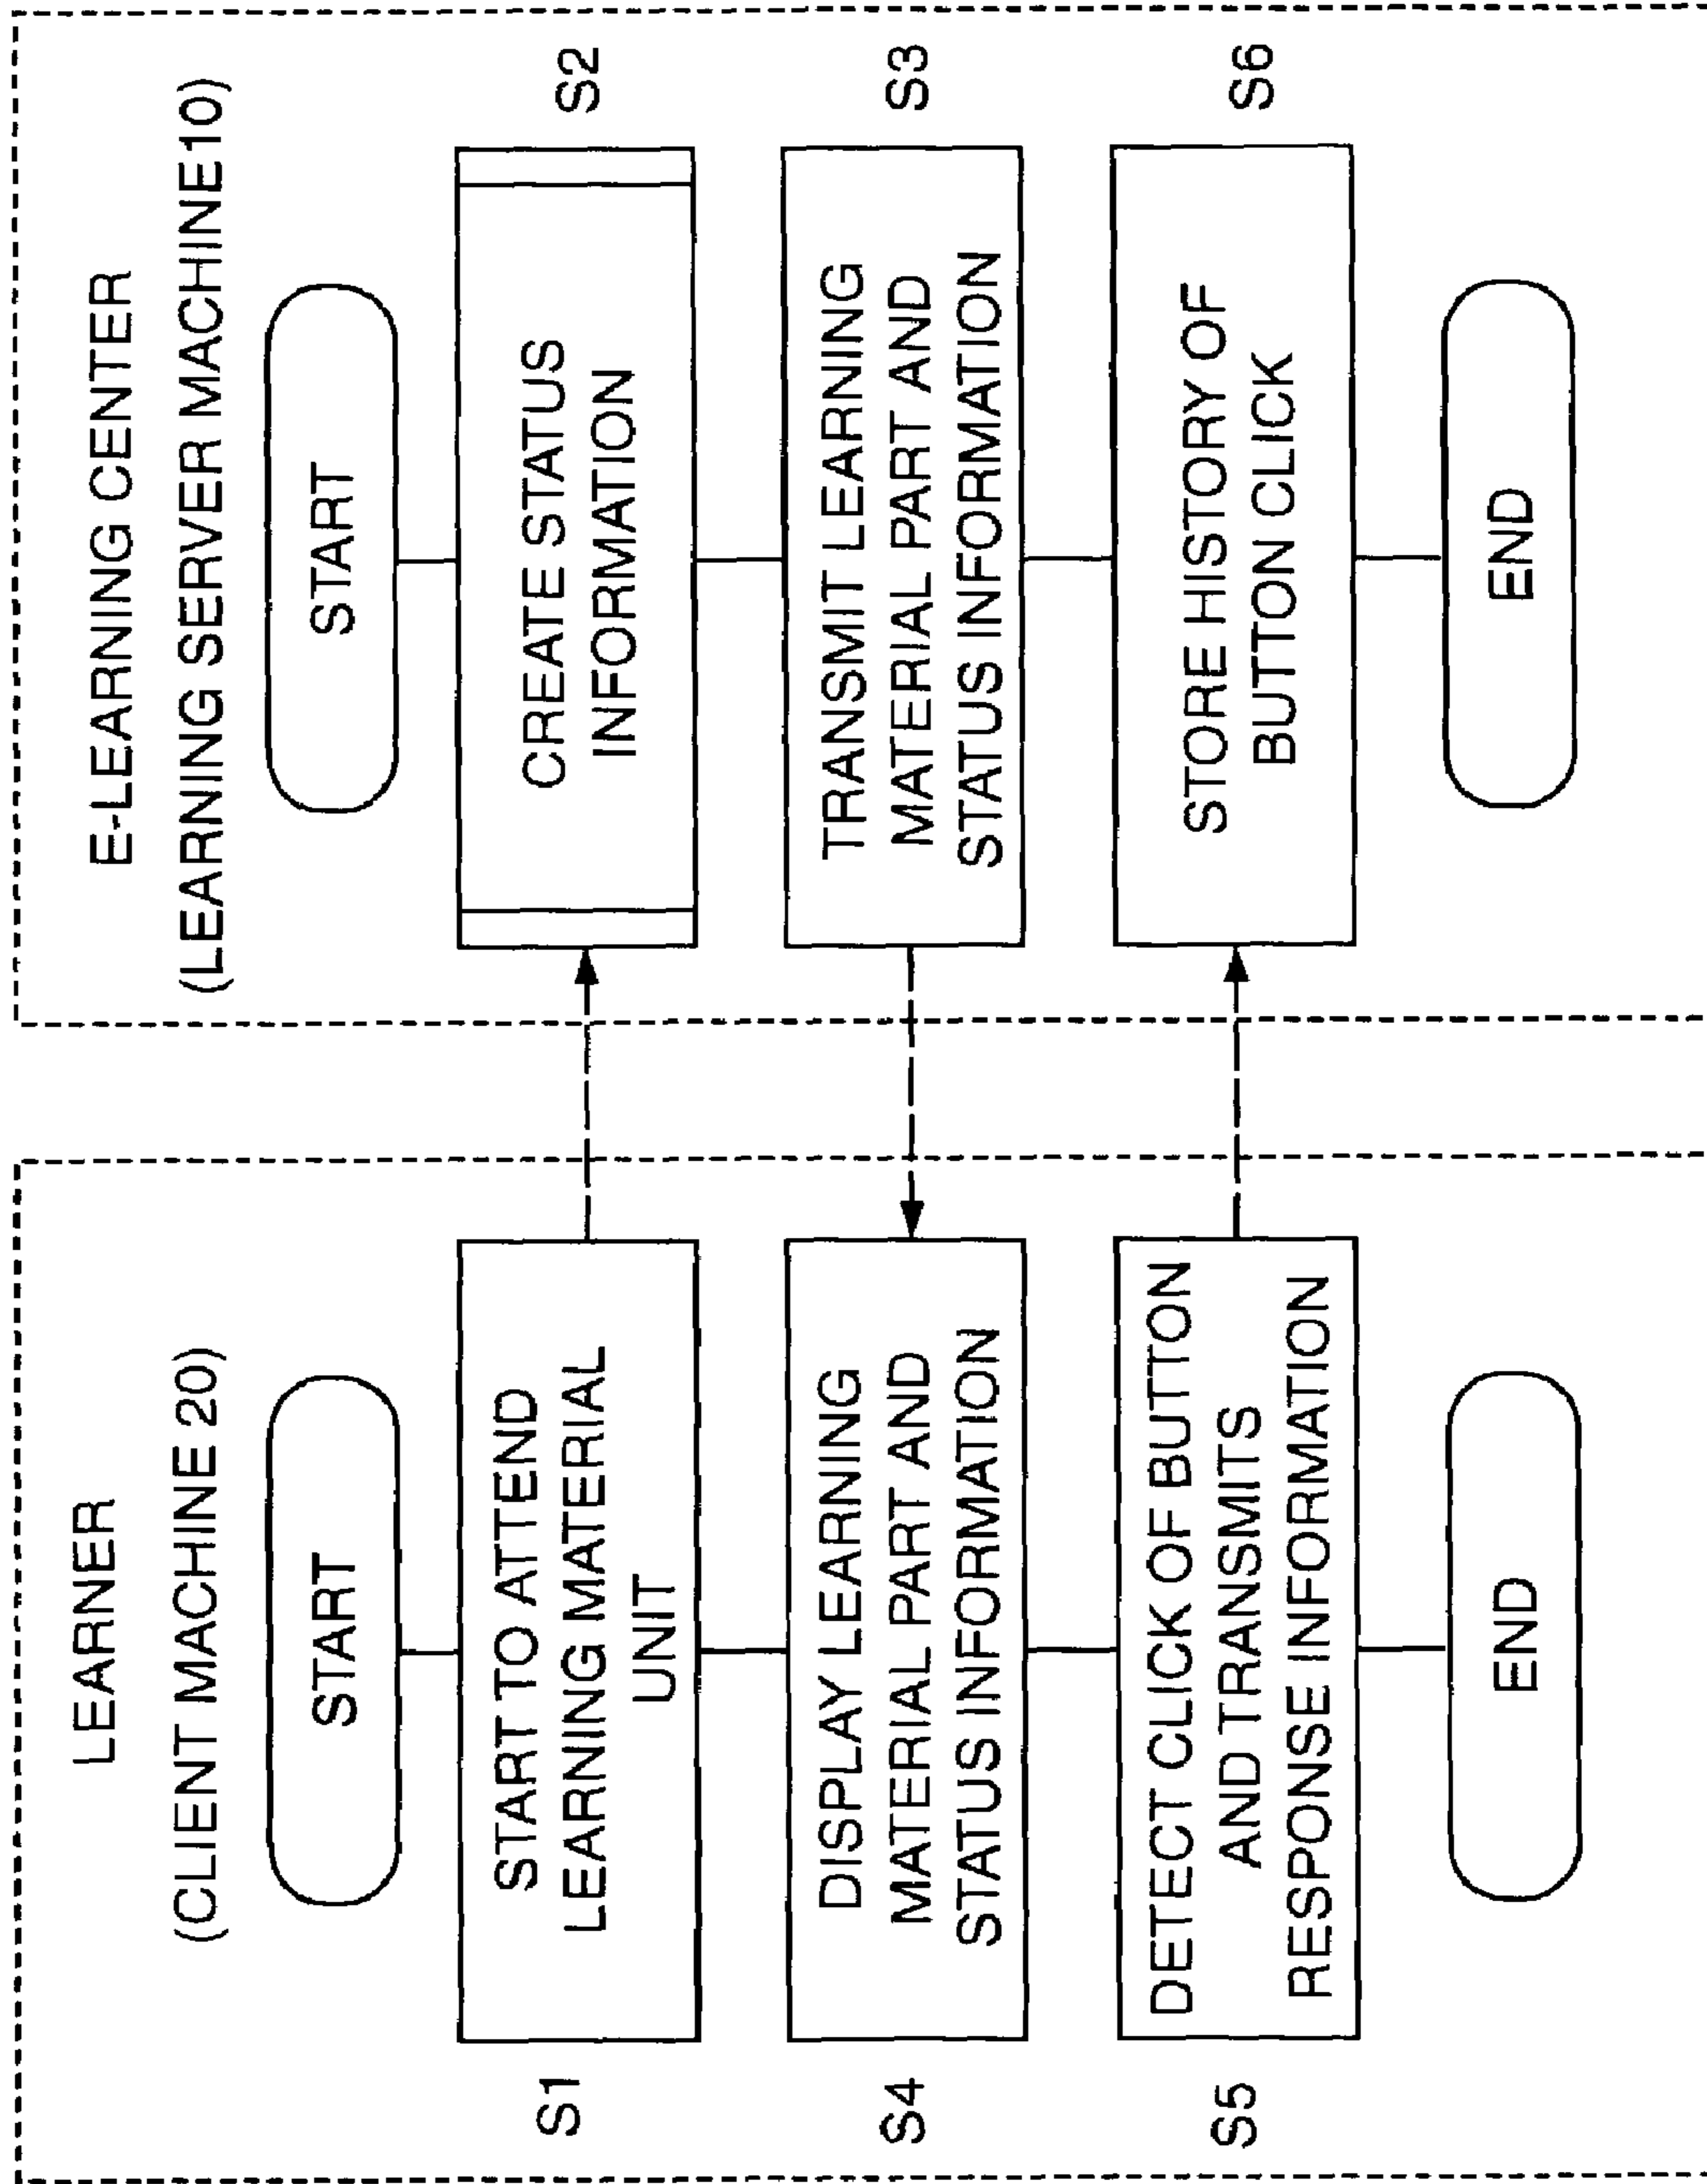 LEARNER
(CLIENT MACHINE 20)
START
S1
START TO ATTEND
LEARNING MATERIAL
UNIT
S4
DISPLAY LEARNING
MATERIAL PART AND
STATUS INFORMATION
S5
DETECT CLICK OF BUTTON
AND TRANSMITS
RESPONSE INFORMATION
END
E-LEARNING CENTER
(LEARNING SERVER MACHINE10)
START
CREATE STATUS
INFORMATION
S2
TRANSMIT LEARNING
MATERIAL PART AND
STATUS INFORMATION
S3
STORE HISTORY OF
BUTTON CLICK
S6
END